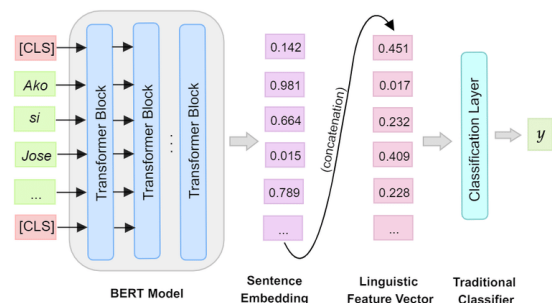 [CLS]
Ako
si
Jose
...
[CLS]
Transformer Block
Transformer Block
...
Transformer Block
BERT Model
0.142
0.981
0.664
0.015
0.789
...
Sentence
Embedding
(concatenation)
0.451
0.017
0.232
0.409
0.228
...
Linguistic
Feature Vector
Classification Layer
Traditional
Classifier
y